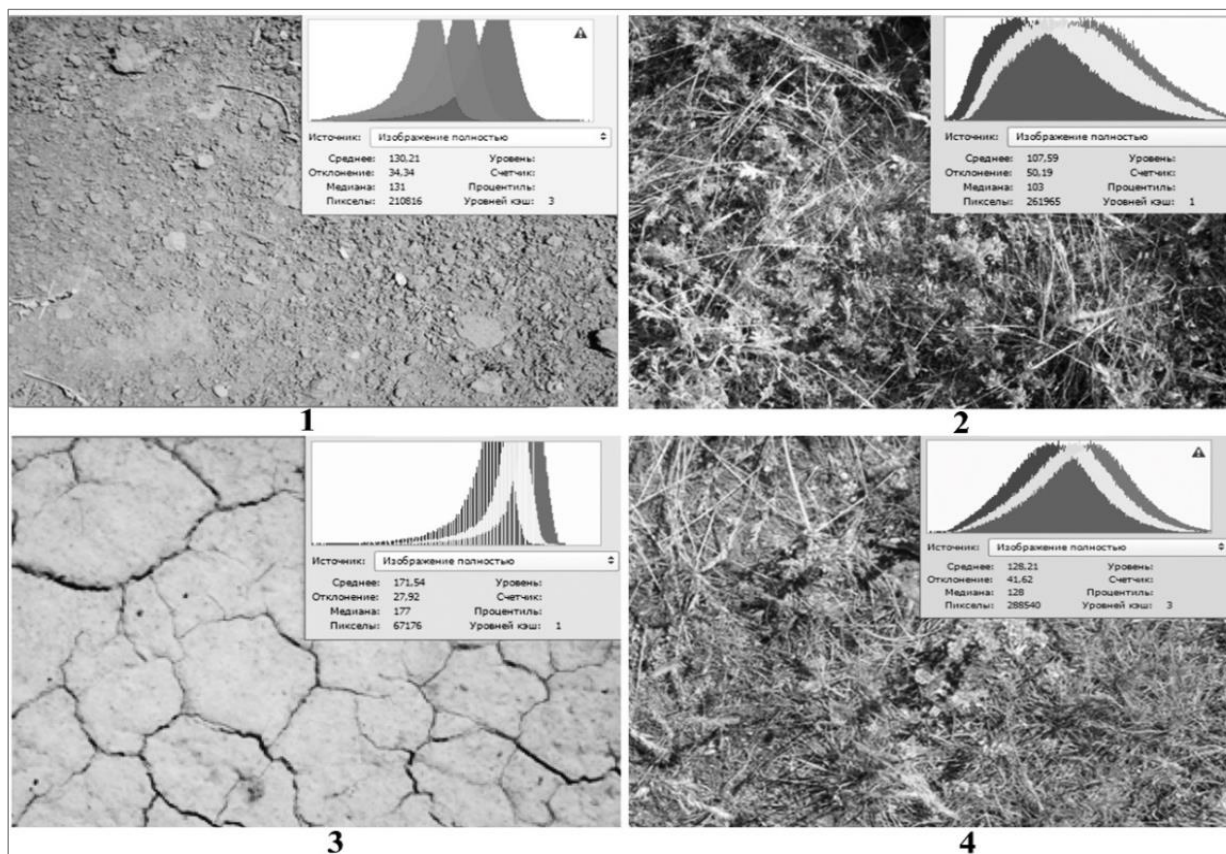 Источник: Изображение полностью
Среднее: 130,21 Уровень:
Отклонение: 34,34 Счетчик:
Медиана: 131 Процентиль:
Пикселы: 210816 Уровней кэш: 3
1
Источник: Изображение полностью
Среднее: 107,59 Уровень:
Отклонение: 50,19 Счетчик:
Медиана: 103 Процентиль:
Пикселы: 261965 Уровней кэш: 1
2
Источник: Изображение полностью
Среднее: 171,54 Уровень:
Отклонение: 27,92 Счетчик:
Медиана: 177 Процентиль:
Пикселы: 67176 Уровней кэш: 1
3
Источник: Изображение полностью
Среднее: 128,21 Уровень:
Отклонение: 41,62 Счетчик:
Медиана: 128 Процентиль:
Пикселы: 288540 Уровней кэш: 3
4